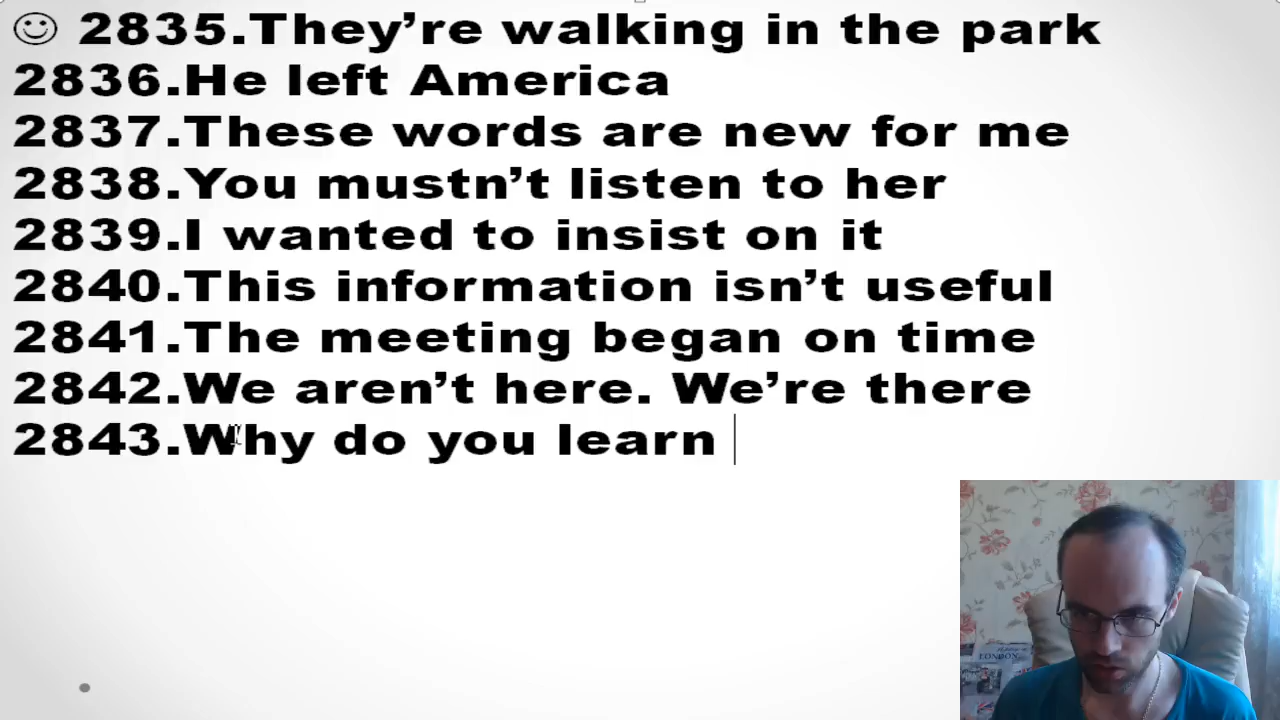 ☺ 2835.They’re walking in the park
2836.He left America
2837.These words are new for me
2838.You mustn’t listen to her
2839.I wanted to insist on it
2840.This information isn’t useful
2841.The meeting began on time
2842.We aren’t here. We’re there
2843.Why do you learn
LONDON